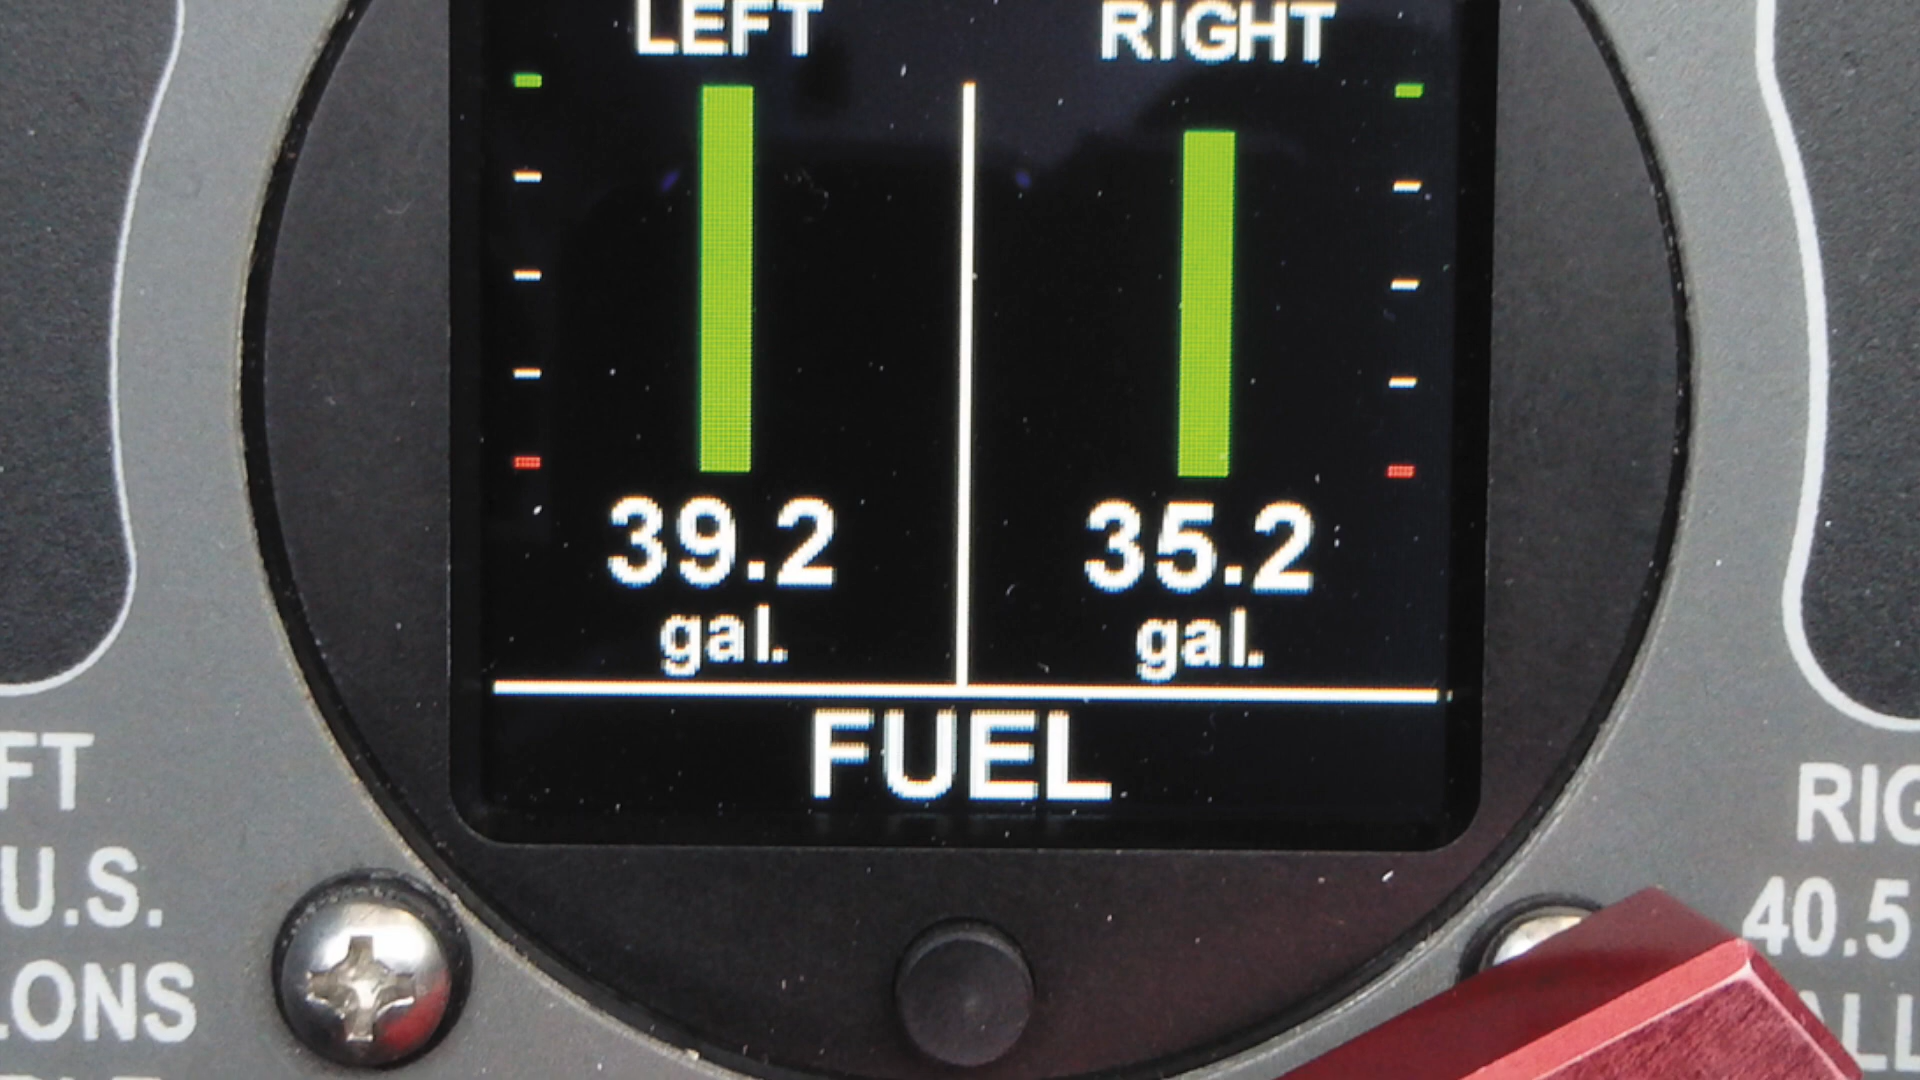 LEFT RIGHT
39.2 35.2
gal. gal.
FUEL
FT
U.S.
LONS
RIG
40.5
ALL